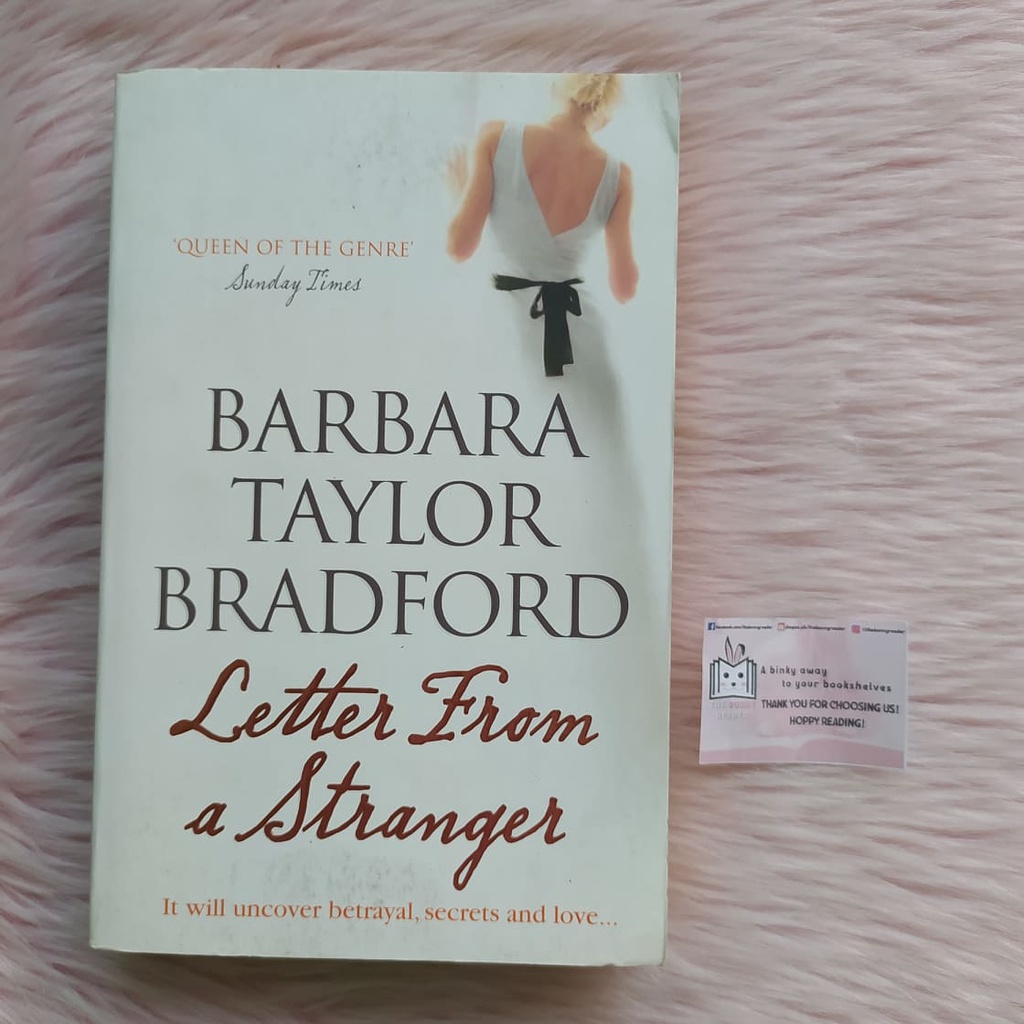 'QUEEN OF THE GENRE'
Sunday Times
BARBARA
TAYLOR
BRADFORD
Letter From
a Stranger
It will uncover betrayal, secrets and love...
A binky away
to your bookshelves
THANK YOU FOR CHOOSING US!
HOPPY READING!